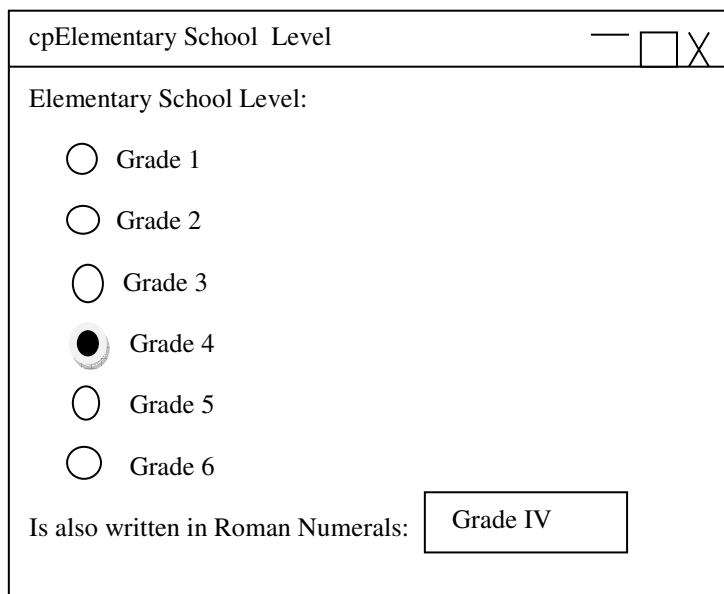 cpElementary School Level
Elementary School Level:
Grade 1
Grade 2
Grade 3
Grade 4
Grade 5
Grade 6
Is also written in Roman Numerals: Grade IV